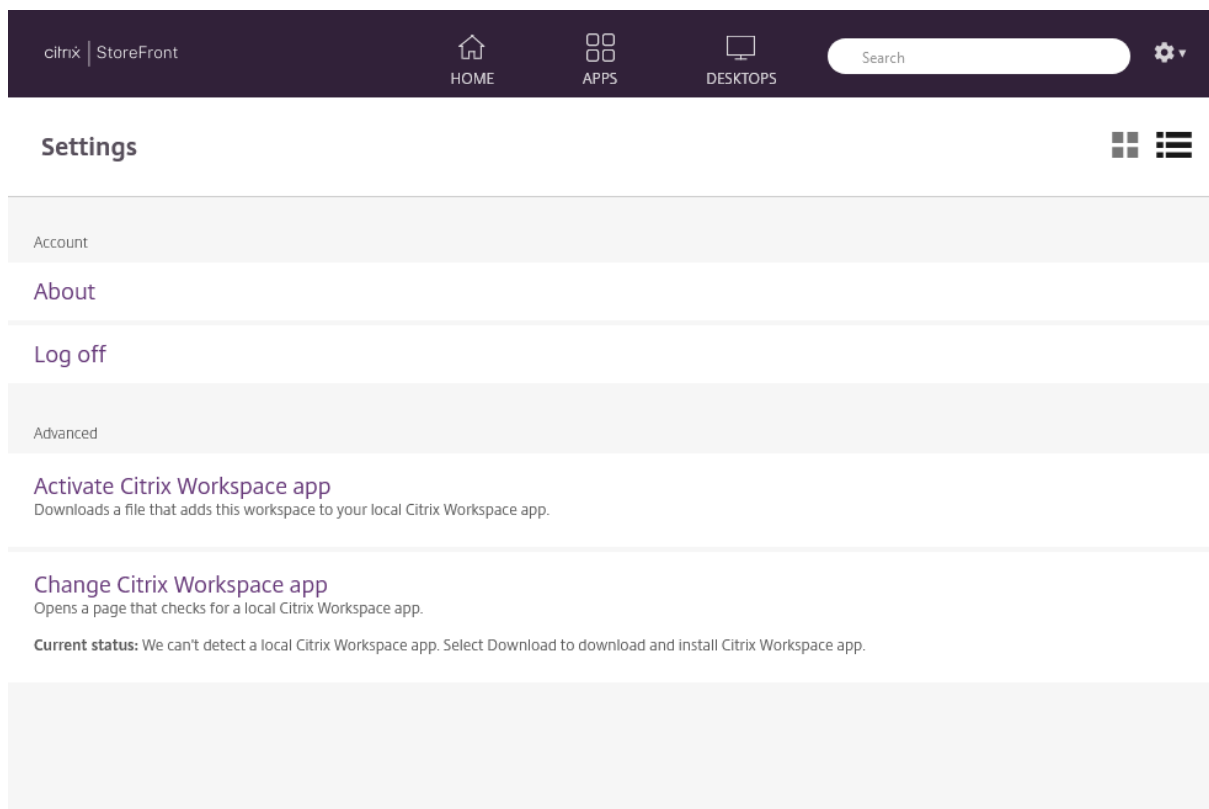 citrix | StoreFront
HOME
APPS
DESKTOPS
Search
Settings
Account
About
Log off
Advanced
Activate Citrix Workspace app
Downloads a file that adds this workspace to your local Citrix Workspace app.
Change Citrix Workspace app
Opens a page that checks for a local Citrix Workspace app.
Current status: We can't detect a local Citrix Workspace app. Select Download to download and install Citrix Workspace app.